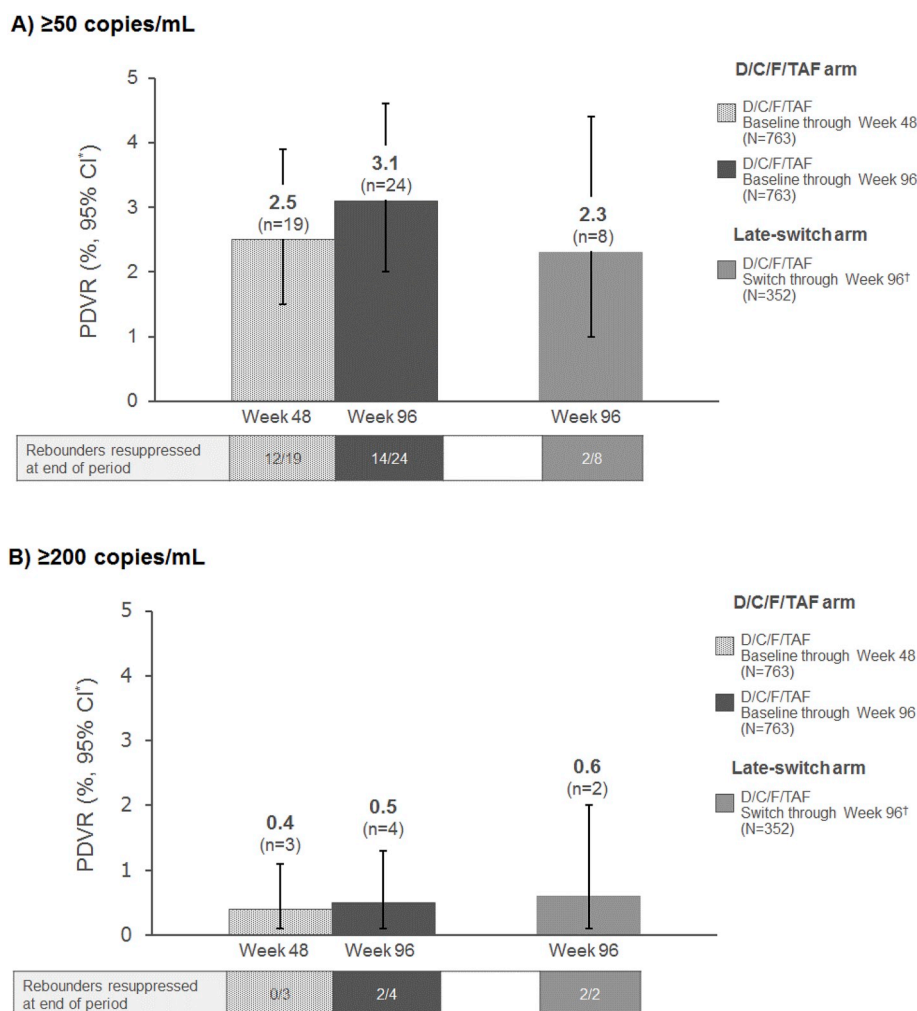 A) ≥50 copies/mL
PDVR (%, 95% CI*)
5
4
3
2
1
0
2.5
(n=19)
3.1
(n=24)
2.3
(n=8)
Week 48
Week 96
Week 96
Rebounders resuppressed
at end of period
12/19
14/24
2/8
D/C/F/TAF arm
D/C/F/TAF
Baseline through Week 48
(N=763)
D/C/F/TAF
Baseline through Week 96
(N=763)
Late-switch arm
D/C/F/TAF
Switch through Week 96†
(N=352)
B) ≥200 copies/mL
PDVR (%, 95% CI*)
5
4
3
2
1
0
0.4
(n=3)
0.5
(n=4)
0.6
(n=2)
Week 48
Week 96
Week 96
Rebounders resuppressed
at end of period
0/3
2/4
2/2
D/C/F/TAF arm
D/C/F/TAF
Baseline through Week 48
(N=763)
D/C/F/TAF
Baseline through Week 96
(N=763)
Late-switch arm
D/C/F/TAF
Switch through Week 96†
(N=352)